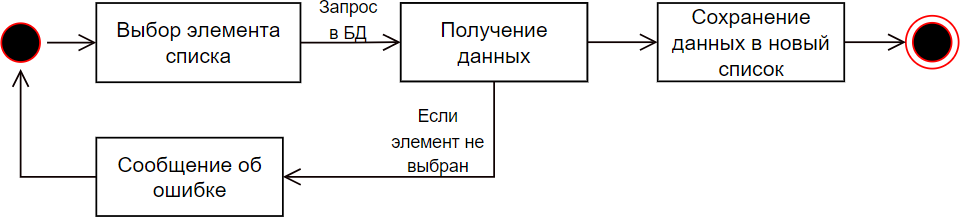 Выбор элемента
списка
Запрос
в БД
Получение
данных
Сохранение
данных в новый
список
Если
элемент не
выбран
Сообщение об
ошибке